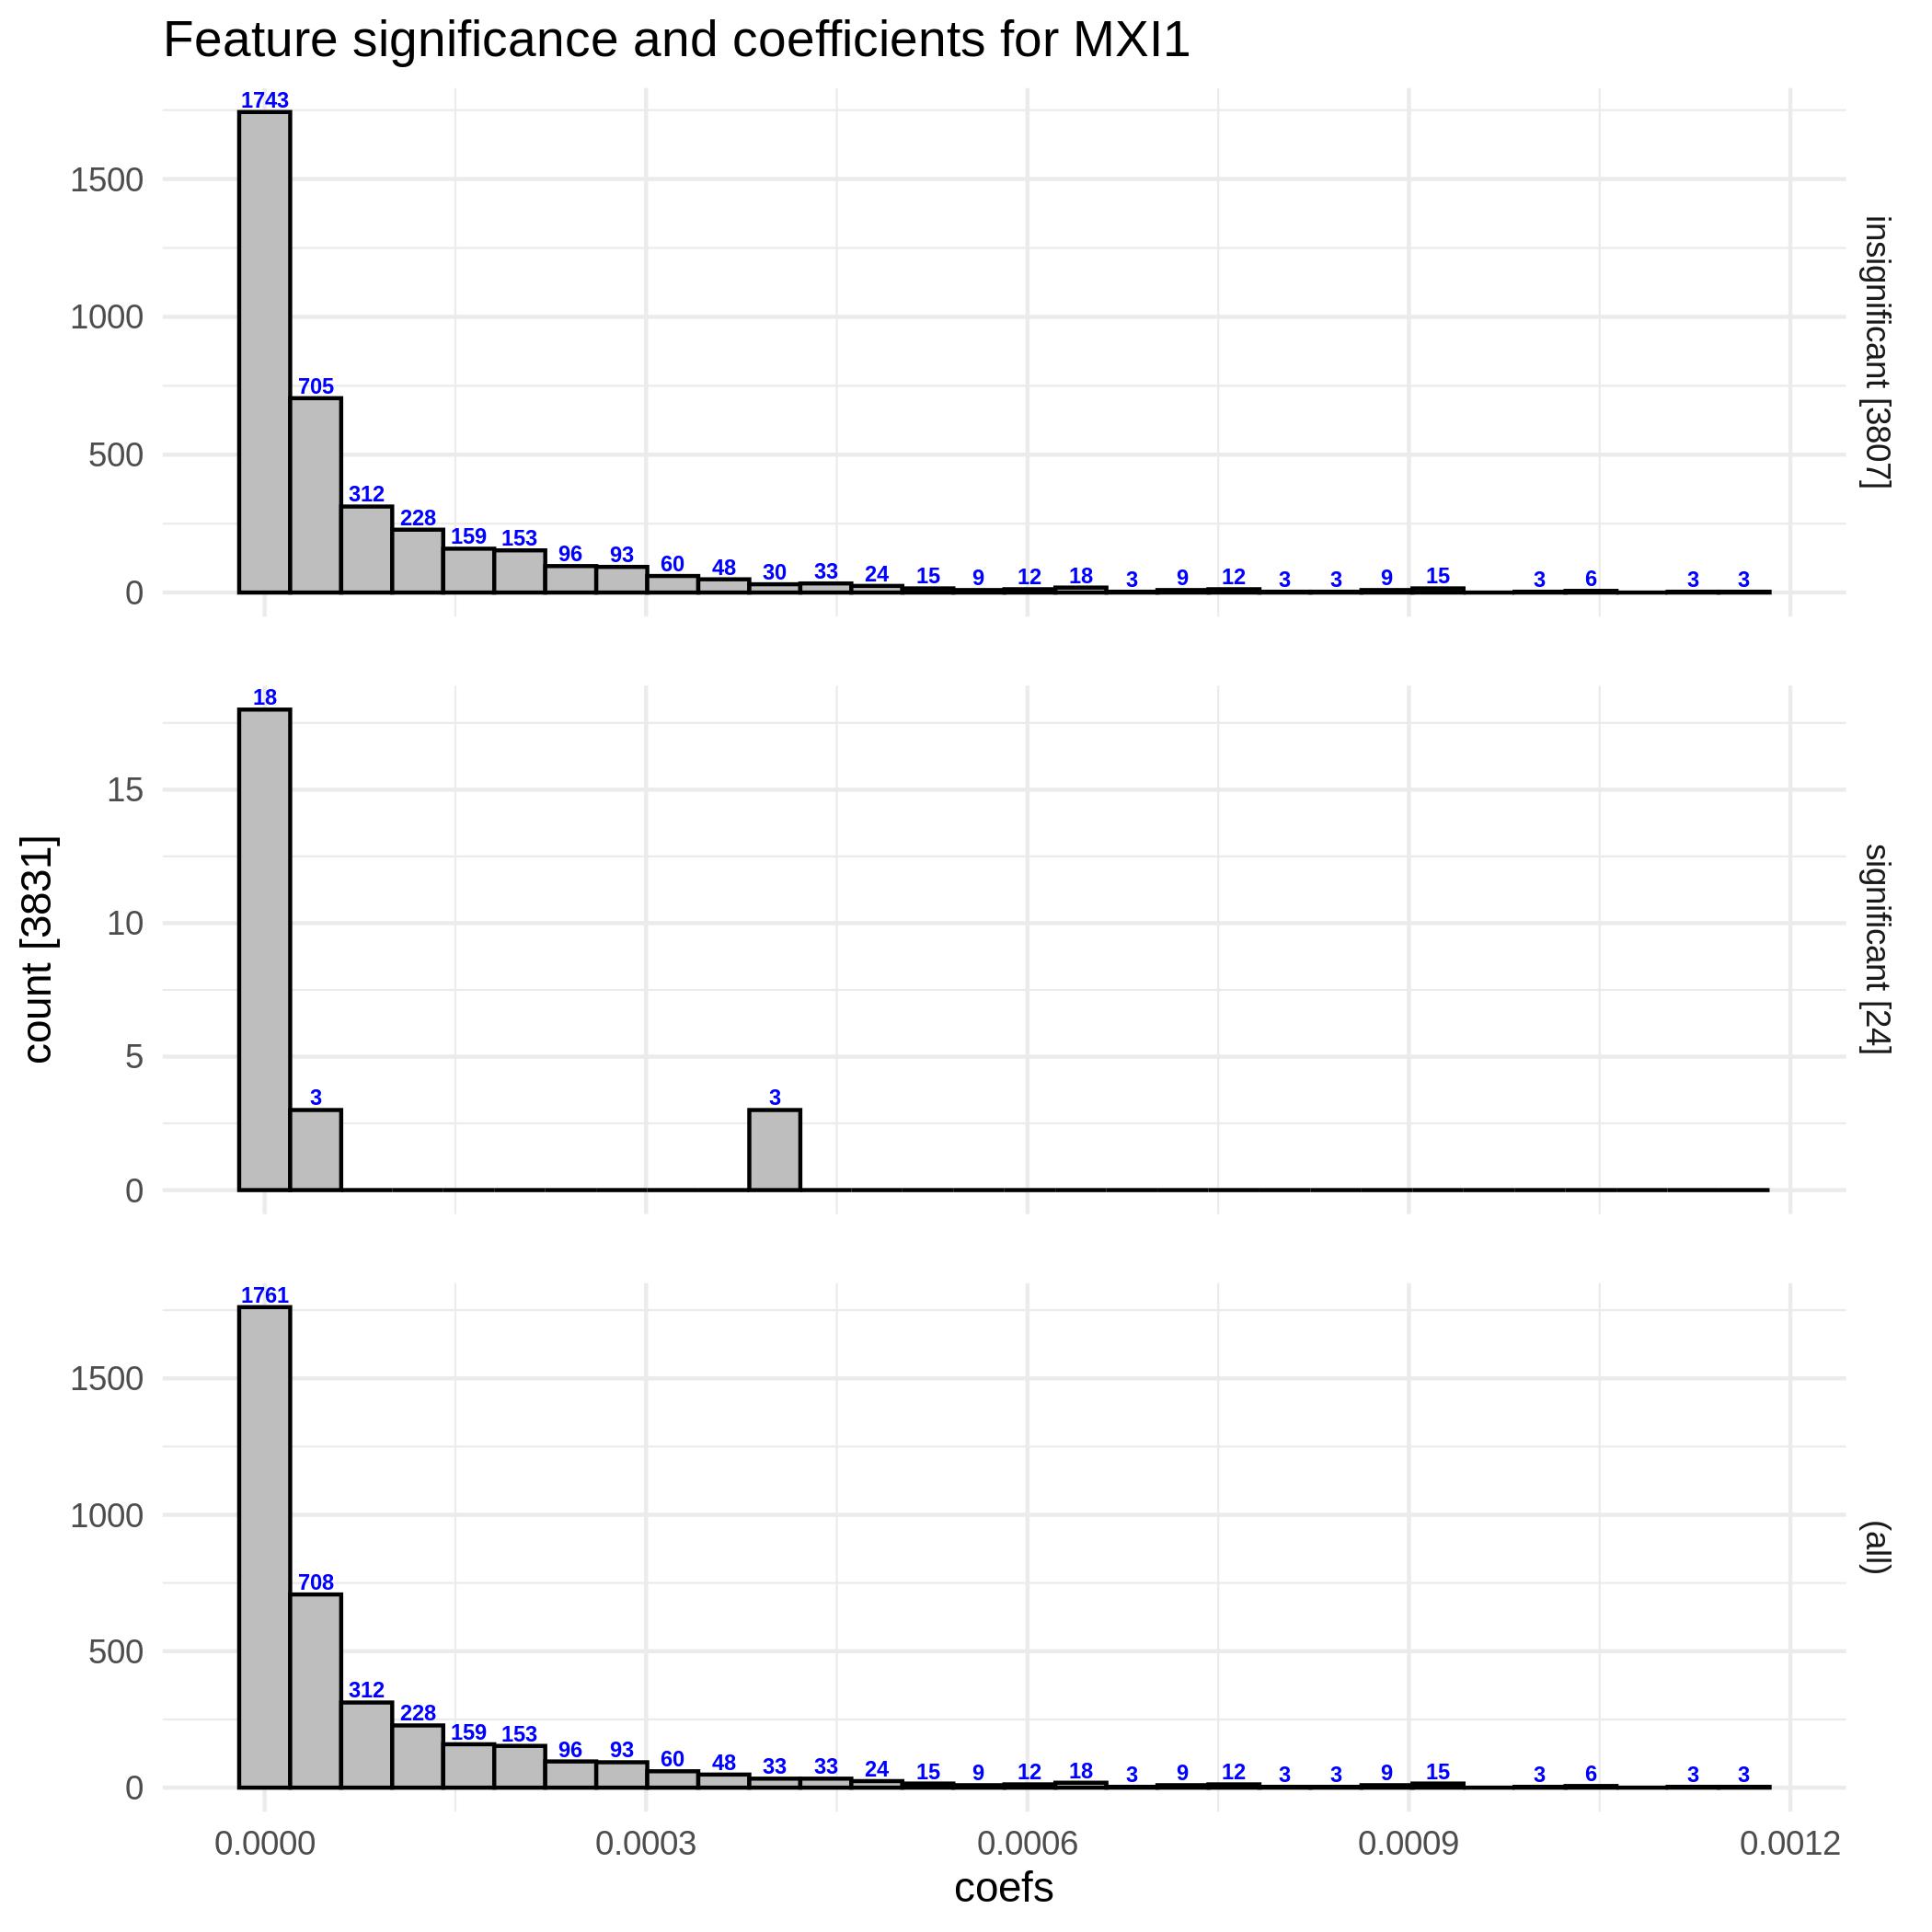 Feature significance and coefficients for MXI1
1743
1500
1000
705
500
312
228
159 153 96 93 60 48 30 33 24 15 9 12 18 3 9 12 3 3 9 15 3 6 3 3
0
insignificant [3807]
count [3831]
18
15
10
5
3 3
0
significant [24]
1761
1500
1000
708
500
312
228
159 153 96 93 60 48 33 33 24 15 9 12 18 3 9 12 3 3 9 15 3 6 3 3
0
(all)
0.0000 0.0003 0.0006 0.0009 0.0012
coefs